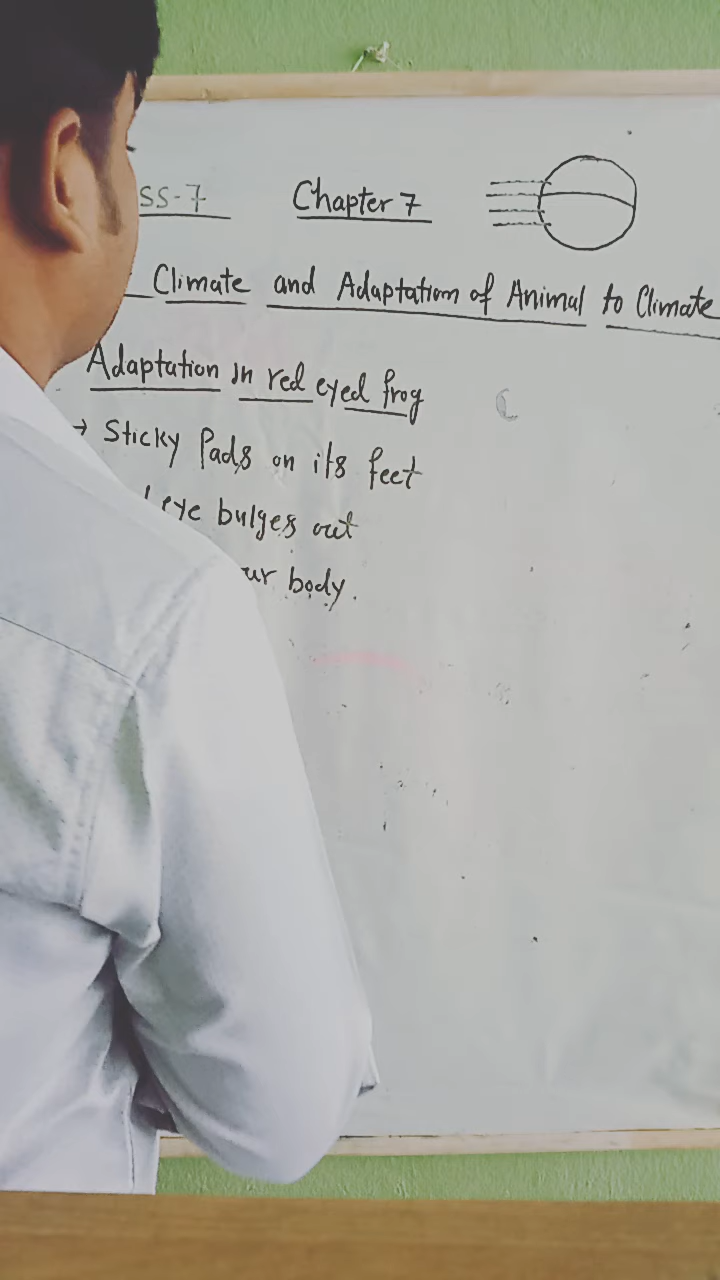 SS-7 Chapter 7
Climate and Adaptation of Animal to Climate
Adaptation in red eyed frog
→ Sticky Pads on its feet
eye bulges out
ur body.